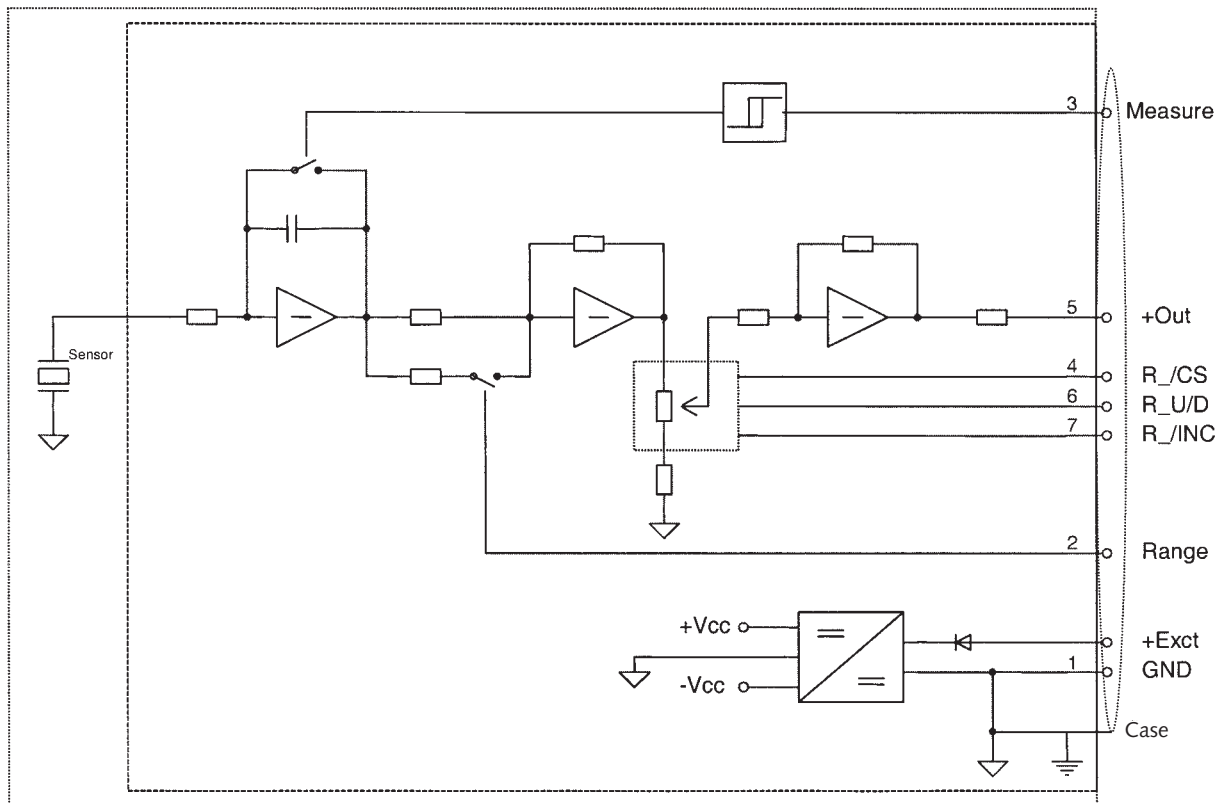 3 Measure
Sensor
5 +Out
4 R_/CS
6 R_U/D
7 R_/INC
2 Range
+Vcc
+Exct
1 GND
-Vcc
Case